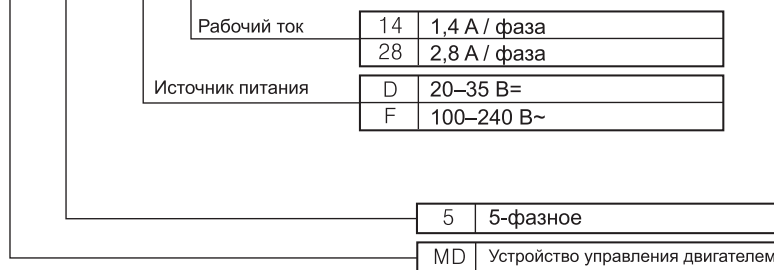 Рабочий ток 14 1,4 А / фаза
28 2,8 А / фаза
Источник питания D 20–35 В=
F 100–240 В~
5 5-фазное
MD Устройство управления двигателем